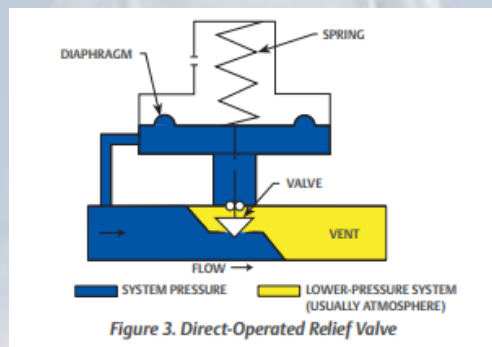 SPRING
DIAPHRAGM
VALVE
VENT
FLOW
SYSTEM PRESSURE
LOWER-PRESSURE SYSTEM
(USUALLY ATMOSPHERE)
Figure 3. Direct-Operated Relief Valve